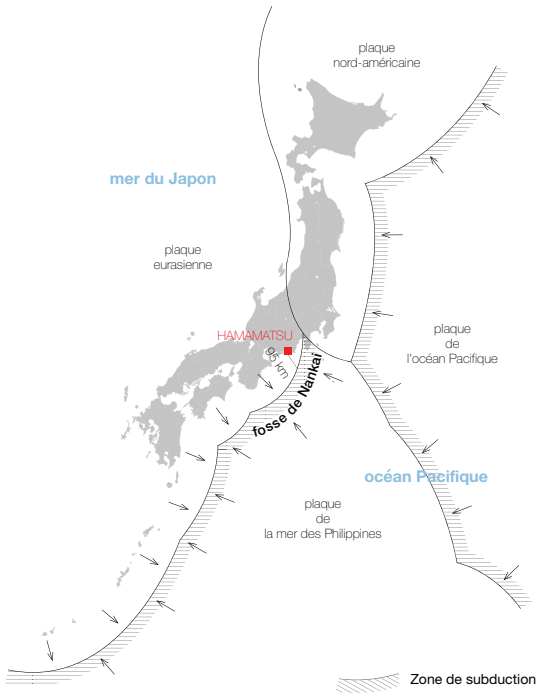 plaque
nord-américaine
mer du Japon
plaque
eurasienne
HAMAMATSU
95 km
plaque
de
l'océan Pacifique
fosse de Nankai
océan Pacifique
plaque
de
la mer des Philippines
Zone de subduction